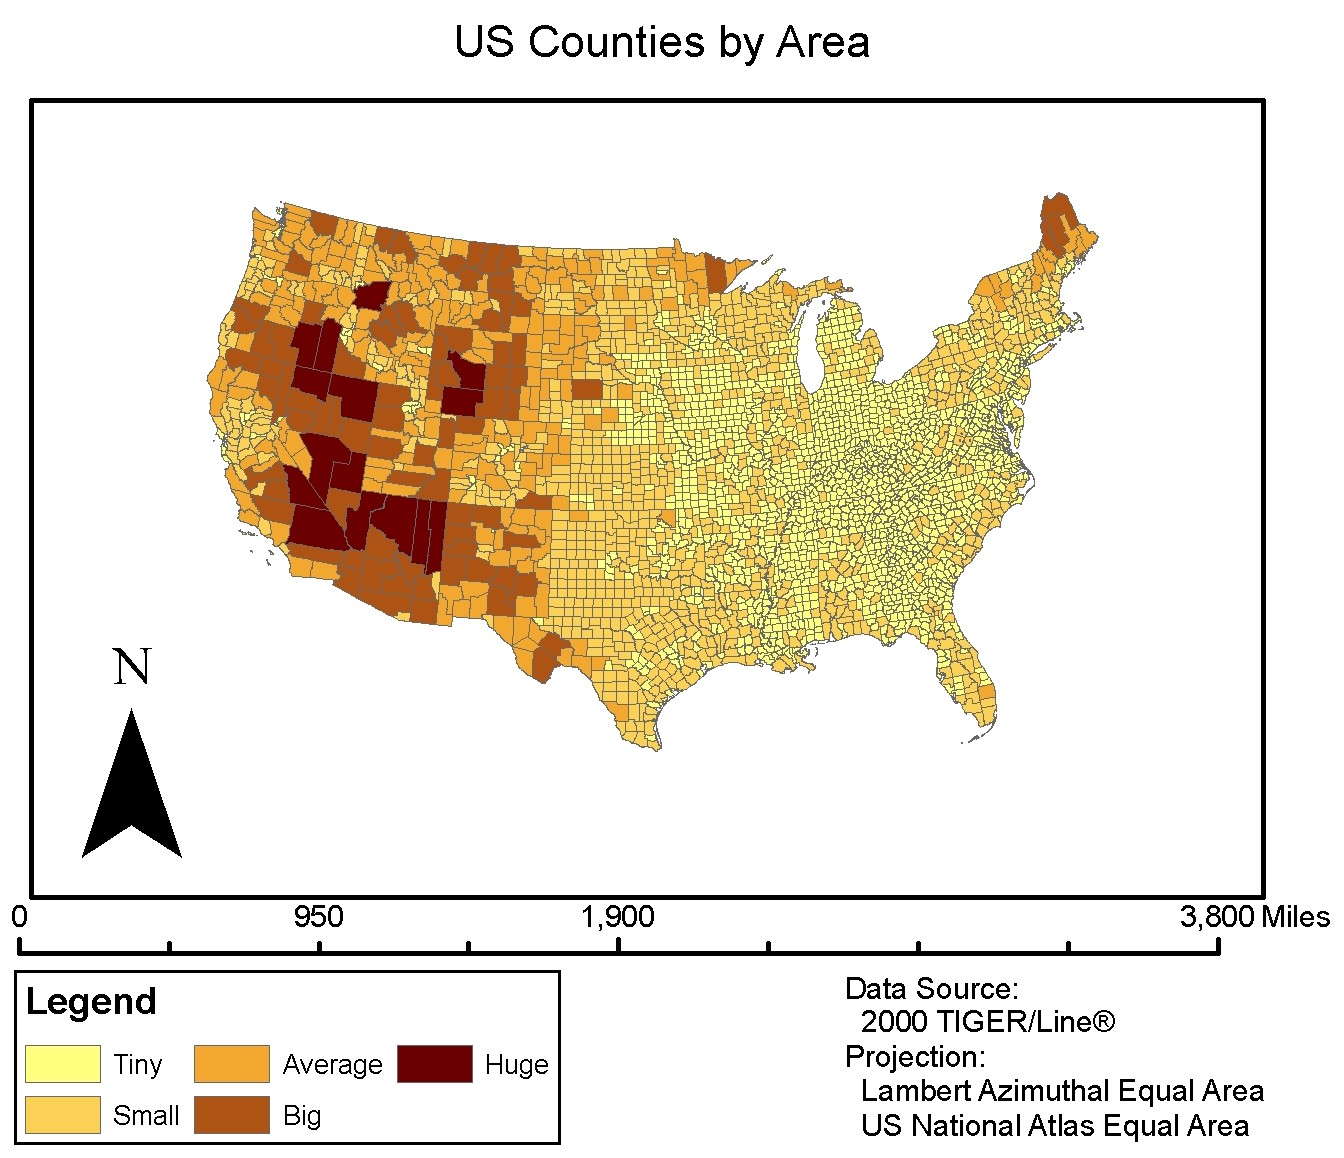 US Counties by Area
N
0 950 1,900 3,800 Miles
Legend
Tiny Average Huge
Small Big
Data Source:
2000 TIGER/Line®
Projection:
Lambert Azimuthal Equal Area
US National Atlas Equal Area